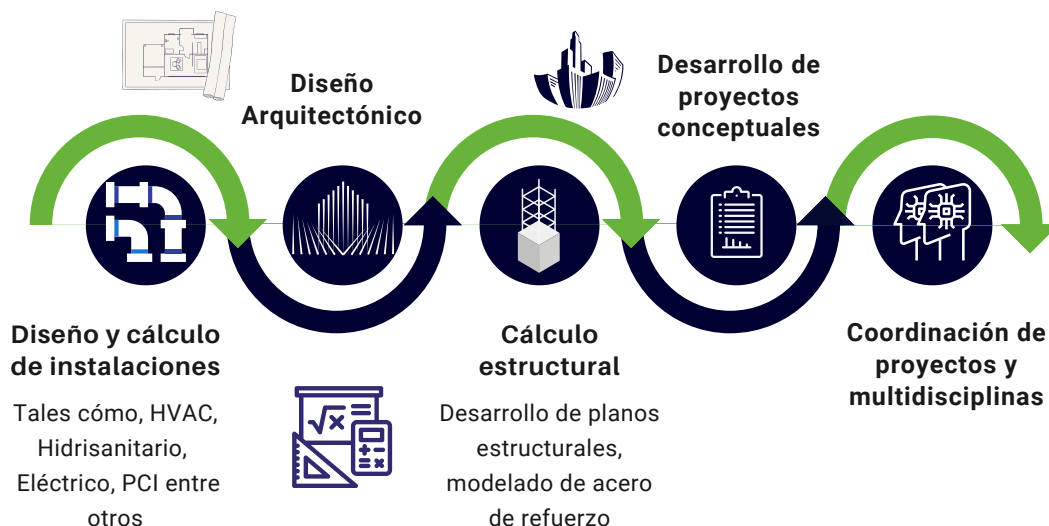 Diseño
Arquitectónico
Desarrollo de
proyectos
conceptuales
Diseño y cálculo
de instalaciones
Tales cómo, HVAC,
Hidrisanitario,
Eléctrico, PCI entre
otros
Cálculo
estructural
Desarrollo de planos
estructurales,
modelado de acero
de refuerzo
Coordinación de
proyectos y
multidisciplinas